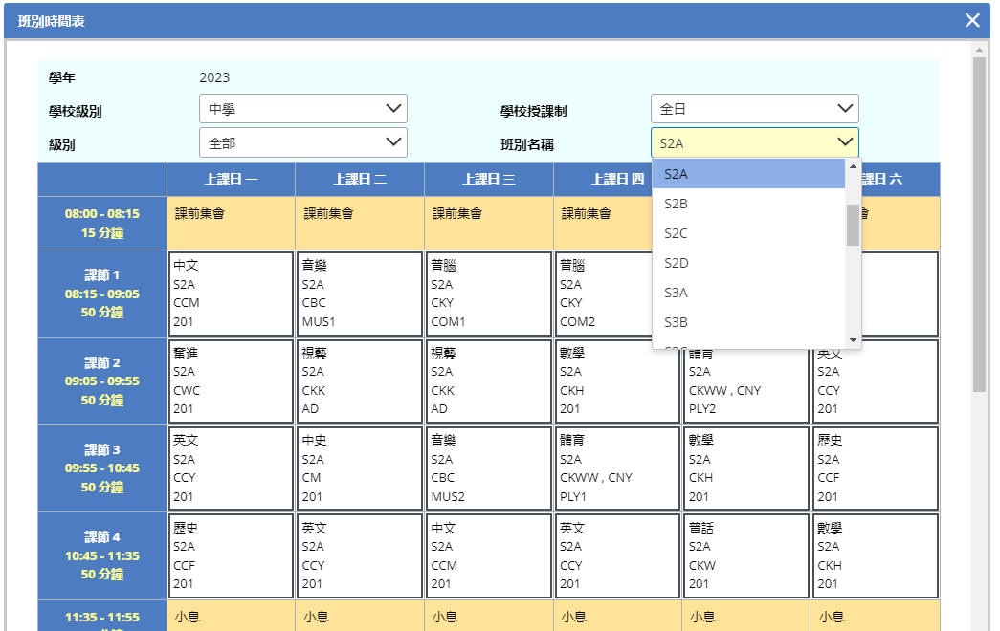 班別時間表
學年 2023
學校級別 中學 學校授課制 全日
級別 全部 班別名稱 S2A
上課日 一 上課日 二 上課日 三 上課日 四 課日 六
S2A
S2B
S2C
S2D
S3A
S3B
08:00 - 08:15
15 分鐘
課前集會 課前集會 課前集會 課前集會 會
課節 1
08:15 - 09:05
50 分鐘
中文
S2A
CCM
201
音樂
S2A
CBC
MUS1
普腦
S2A
CKY
COM1
普腦
S2A
CKY
COM2
課節 2
09:05 - 09:55
50 分鐘
奮進
S2A
CWC
201
視藝
S2A
CKK
AD
視藝
S2A
CKK
AD
數學
S2A
CKH
201
體育
S2A
CKWW , CNY
PLY2
英文
S2A
CCY
201
課節 3
09:55 - 10:45
50 分鐘
英文
S2A
CCY
201
中史
S2A
CM
201
音樂
S2A
CBC
MUS2
體育
S2A
CKWW , CNY
PLY1
數學
S2A
CKH
201
歷史
S2A
CCF
201
課節 4
10:45 - 11:35
50 分鐘
歷史
S2A
CCF
201
英文
S2A
CCY
201
中文
S2A
CCM
201
英文
S2A
CCY
201
普話
S2A
CKW
201
數學
S2A
CKH
201
11:35 - 11:55
小息 小息 小息 小息 小息 小息